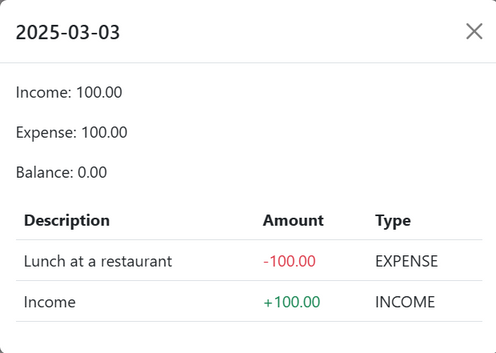 2025-03-03
Income: 100.00
Expense: 100.00
Balance: 0.00
Description Amount Type
Lunch at a restaurant -100.00 EXPENSE
Income +100.00 INCOME